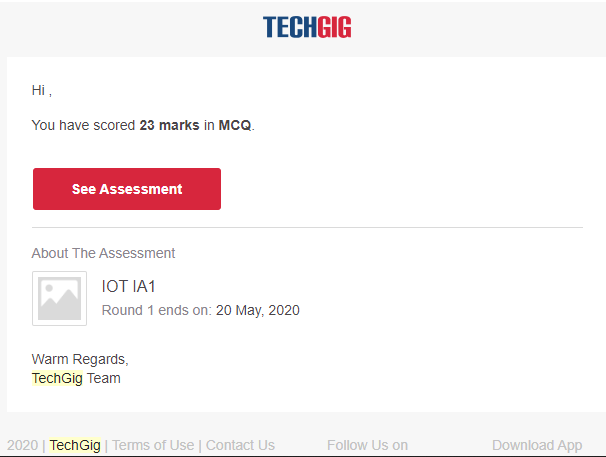 TECHGIG
Hi ,
You have scored 23 marks in MCQ.
See Assessment
About The Assessment
IOT IA1
Round 1 ends on: 20 May, 2020
Warm Regards,
TechGig Team
2020 | TechGig | Terms of Use | Contact Us Follow Us on Download App